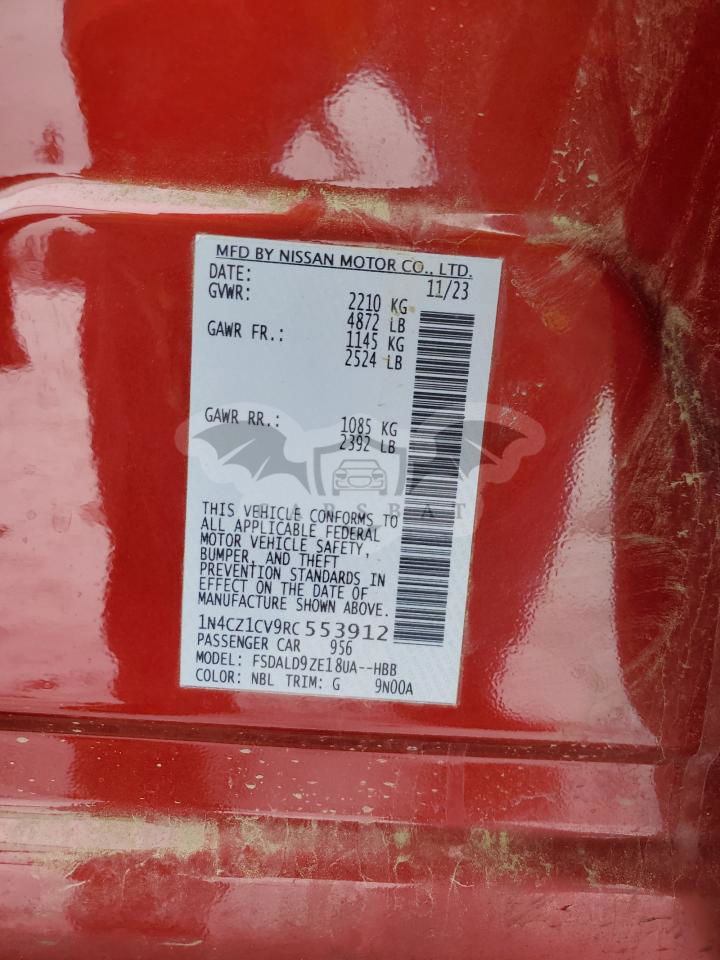 MFD BY NISSAN MOTOR CO., LTD.
DATE: 11/23
GVWR: 2210 KG
4872 LB
GAWR FR.: 1145 KG
2524 LB
GAWR RR.: 1085 KG
2392 LB
CARSBAT
THIS VEHICLE CONFORMS TO
ALL APPLICABLE FEDERAL
MOTOR VEHICLE SAFETY,
BUMPER, AND THEFT
PREVENTION STANDARDS IN
EFFECT ON THE DATE OF
MANUFACTURE SHOWN ABOVE.
1N4CZ1CV9RC553912
PASSENGER CAR 956
MODEL: FSDALD9ZE18UA--HBB
COLOR: NBL TRIM: G 9N00A